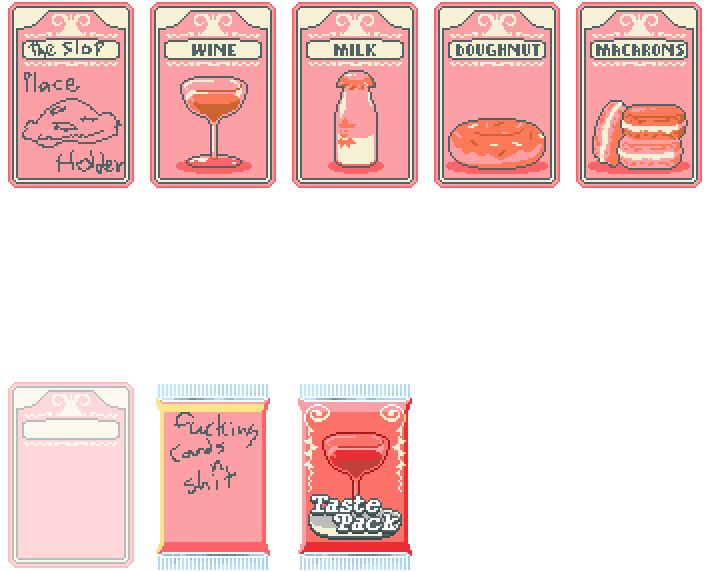 the Slop
WINE
MILK
DOUGHNUT
MACARONS
Place
Holder
fucking
cards
n,
shit
Taste
Pack